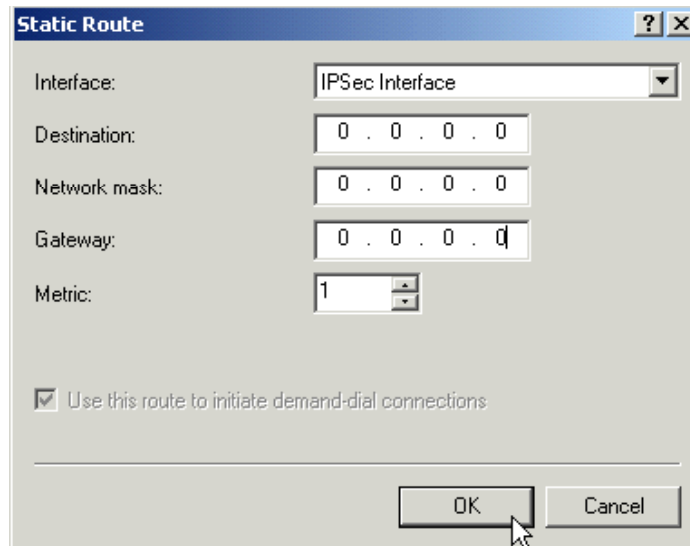 Static Route
Interface: IPSec Interface
Destination: 0 . 0 . 0 . 0
Network mask: 0 . 0 . 0 . 0
Gateway: 0 . 0 . 0 . 0
Metric: 1
Use this route to initiate demand-dial connections
OK Cancel